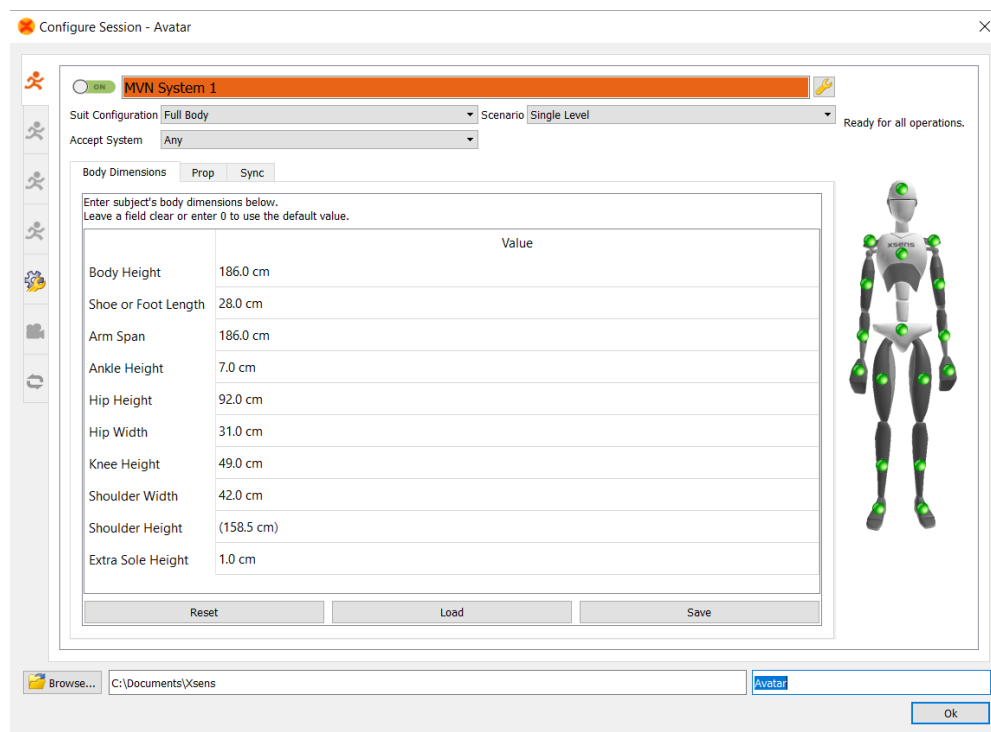 Configure Session - Avatar
ON
MVN System 1
Suit Configuration Full Body Scenario Single Level
Ready for all operations.
Accept System Any
Body Dimensions Prop Sync
Enter subject's body dimensions below.
Leave a field clear or enter 0 to use the default value.
Value
Body Height 186.0 cm
Shoe or Foot Length 28.0 cm
Arm Span 186.0 cm
Ankle Height 7.0 cm
Hip Height 92.0 cm
Hip Width 31.0 cm
Knee Height 49.0 cm
Shoulder Width 42.0 cm
Shoulder Height (158.5 cm)
Extra Sole Height 1.0 cm
Reset Load Save
xsens
Browse... C:\Documents\Xsens Avatar
Ok